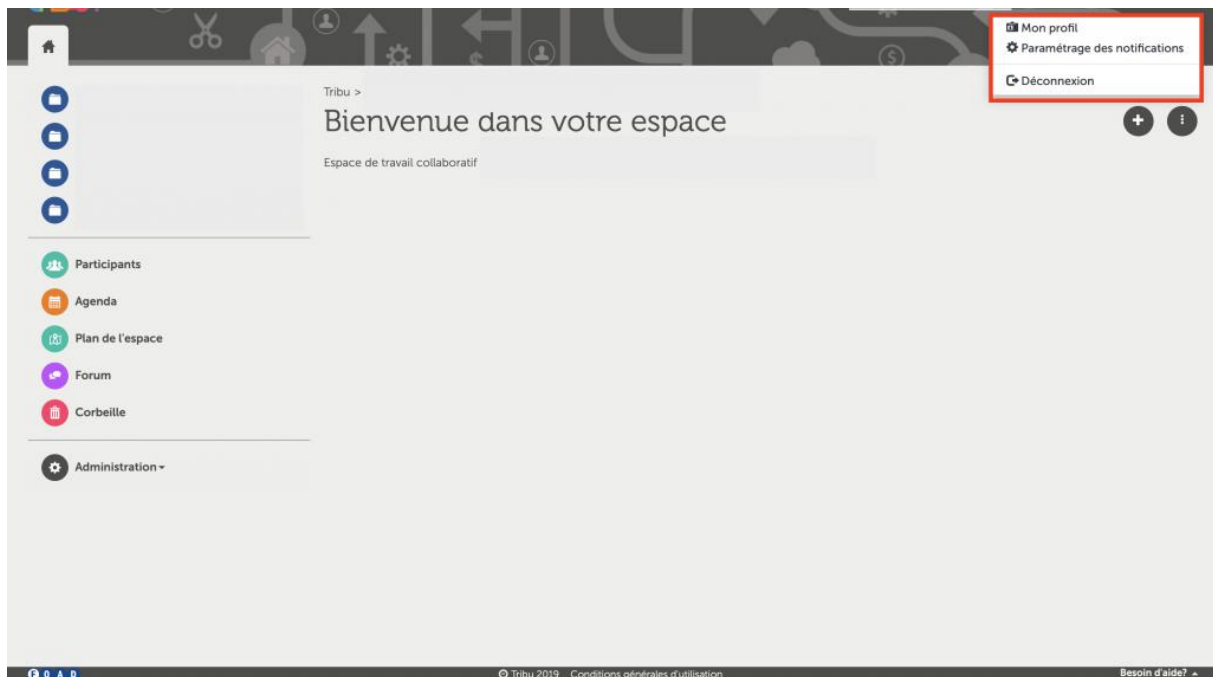 Mon profil
Paramétrage des notifications
Déconnexion
Tribu >
Bienvenue dans votre espace
Espace de travail collaboratif
Participants
Agenda
Plan de l'espace
Forum
Corbeille
Administration
F O A D
Tribu 2019 Conditions générales d'utilisation
Besoin d'aide?